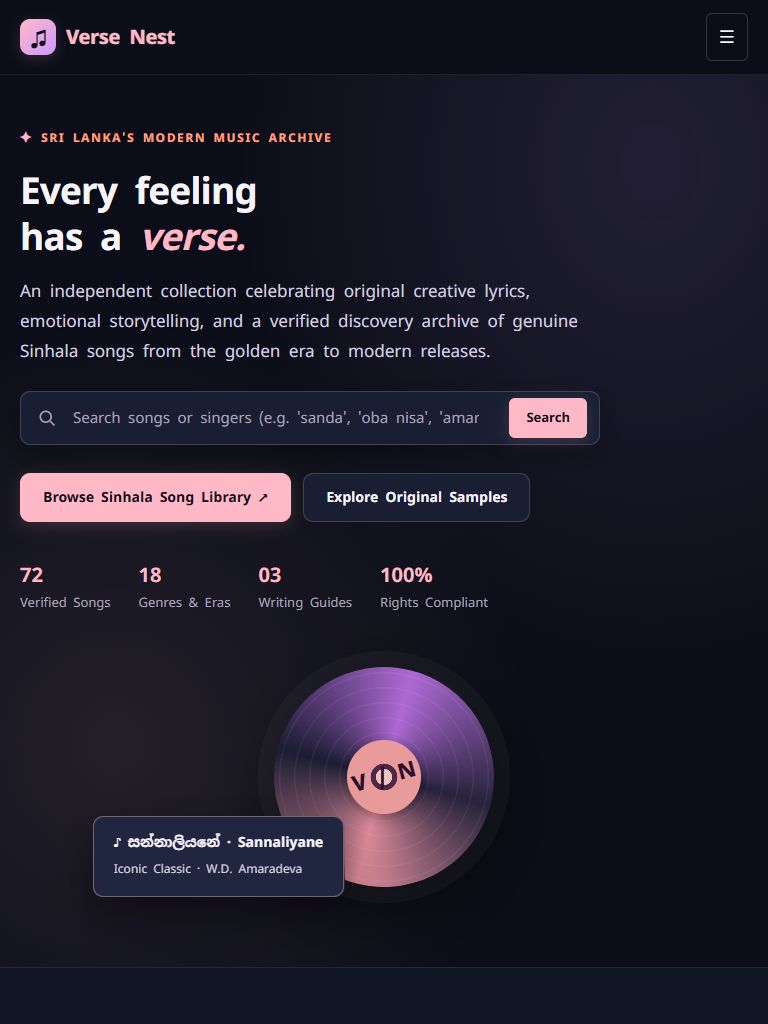 Verse Nest
☰
✦ SRI LANKA'S MODERN MUSIC ARCHIVE
Every feeling
has a verse.
An independent collection celebrating original creative lyrics,
emotional storytelling, and a verified discovery archive of genuine
Sinhala songs from the golden era to modern releases.
Search songs or singers (e.g. 'sanda', 'oba nisa', 'amar
Search
Browse Sinhala Song Library ↗
Explore Original Samples
72
Verified Songs
18
Genres & Eras
03
Writing Guides
100%
Rights Compliant
V N
♪ සන්නාලියනේ · Sannaliyane
Iconic Classic · W.D. Amaradeva